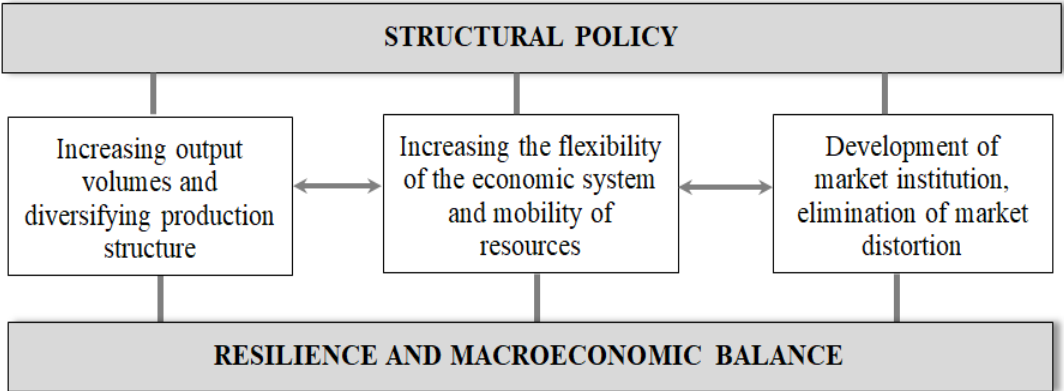 STRUCTURAL POLICY
Increasing output
volumes and
diversifying production
structure
Increasing the flexibility
of the economic system
and mobility of
resources
Development of
market institution,
elimination of market
distortion
RESILIENCE AND MACROECONOMIC BALANCE